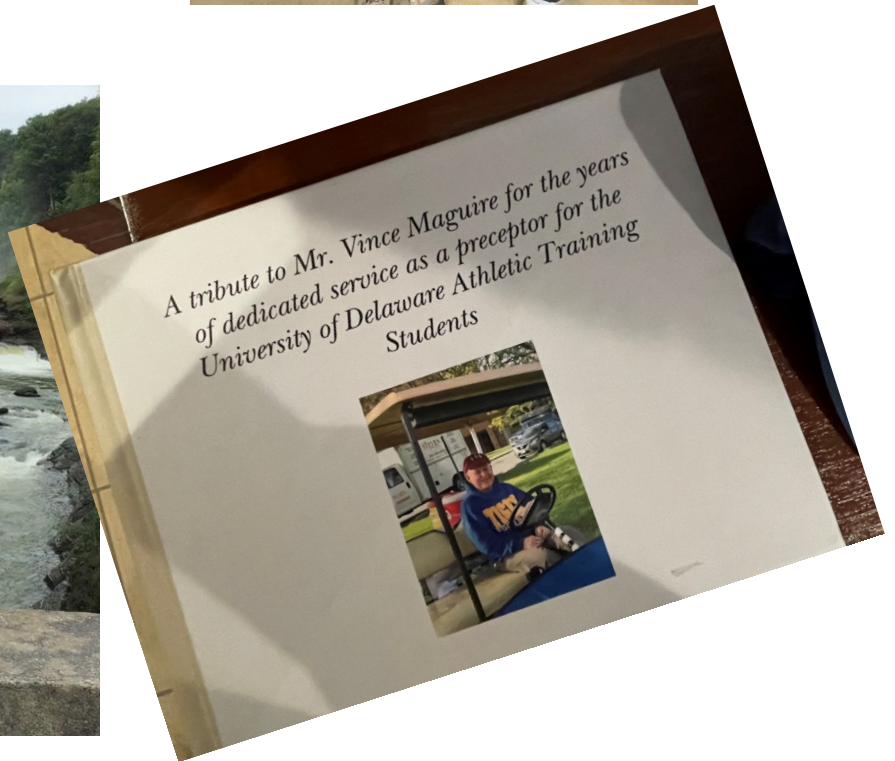 A tribute to Mr. Vince Maguire for the years
of dedicated service as a preceptor for the
University of Delaware Athletic Training
Students